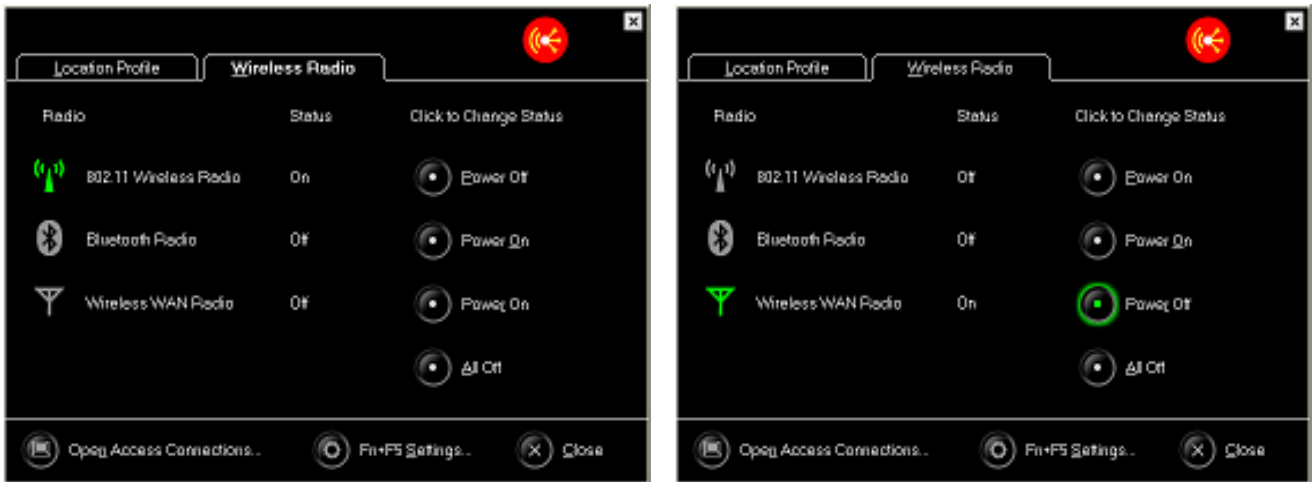 Location Profile Wireless Radio
Radio Status Click to Change Status
802.11 Wireless Radio On Power Off
Bluetooth Radio Off Power On
Wireless WAN Radio Off Power On
All Off
Open Access Connections... Fn+F5 Settings... Close
Location Profile Wireless Radio
Radio Status Click to Change Status
802.11 Wireless Radio Off Power On
Bluetooth Radio Off Power On
Wireless WAN Radio On Power Off
All Off
Open Access Connections... Fn+F5 Settings... Close